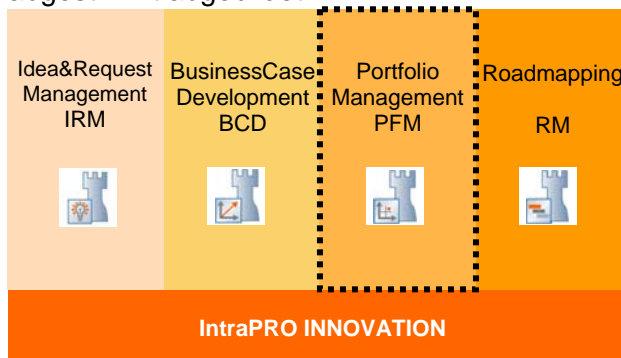 Idea&Request
Management
IRM
BusinessCase
Development
BCD
Portfolio
Management
PFM
Roadmapping
RM
IntraPRO INNOVATION